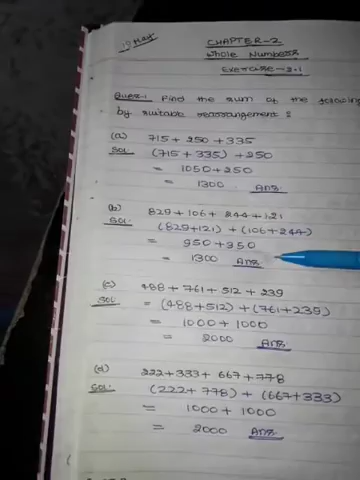 19 May
CHAPTER-2
Whole Numbers
EXERCISE-2.1
Ques-1 Find the sum of the following
by suitable rearrangement :
(a) 715 + 250 + 335
Sol. (715 + 335) + 250
= 1050 + 250
= 1300 Ans.
(b) 829 + 106 + 244 + 121
Sol. (829 + 121) + (106 + 244)
= 950 + 350
= 1300 Ans.
(c) 488 + 761 + 512 + 239
Sol. = (488 + 512) + (761 + 239)
= 1000 + 1000
= 2000 Ans.
(d) 222 + 333 + 667 + 778
Sol. (222 + 778) + (667 + 333)
= 1000 + 1000
= 2000 Ans.